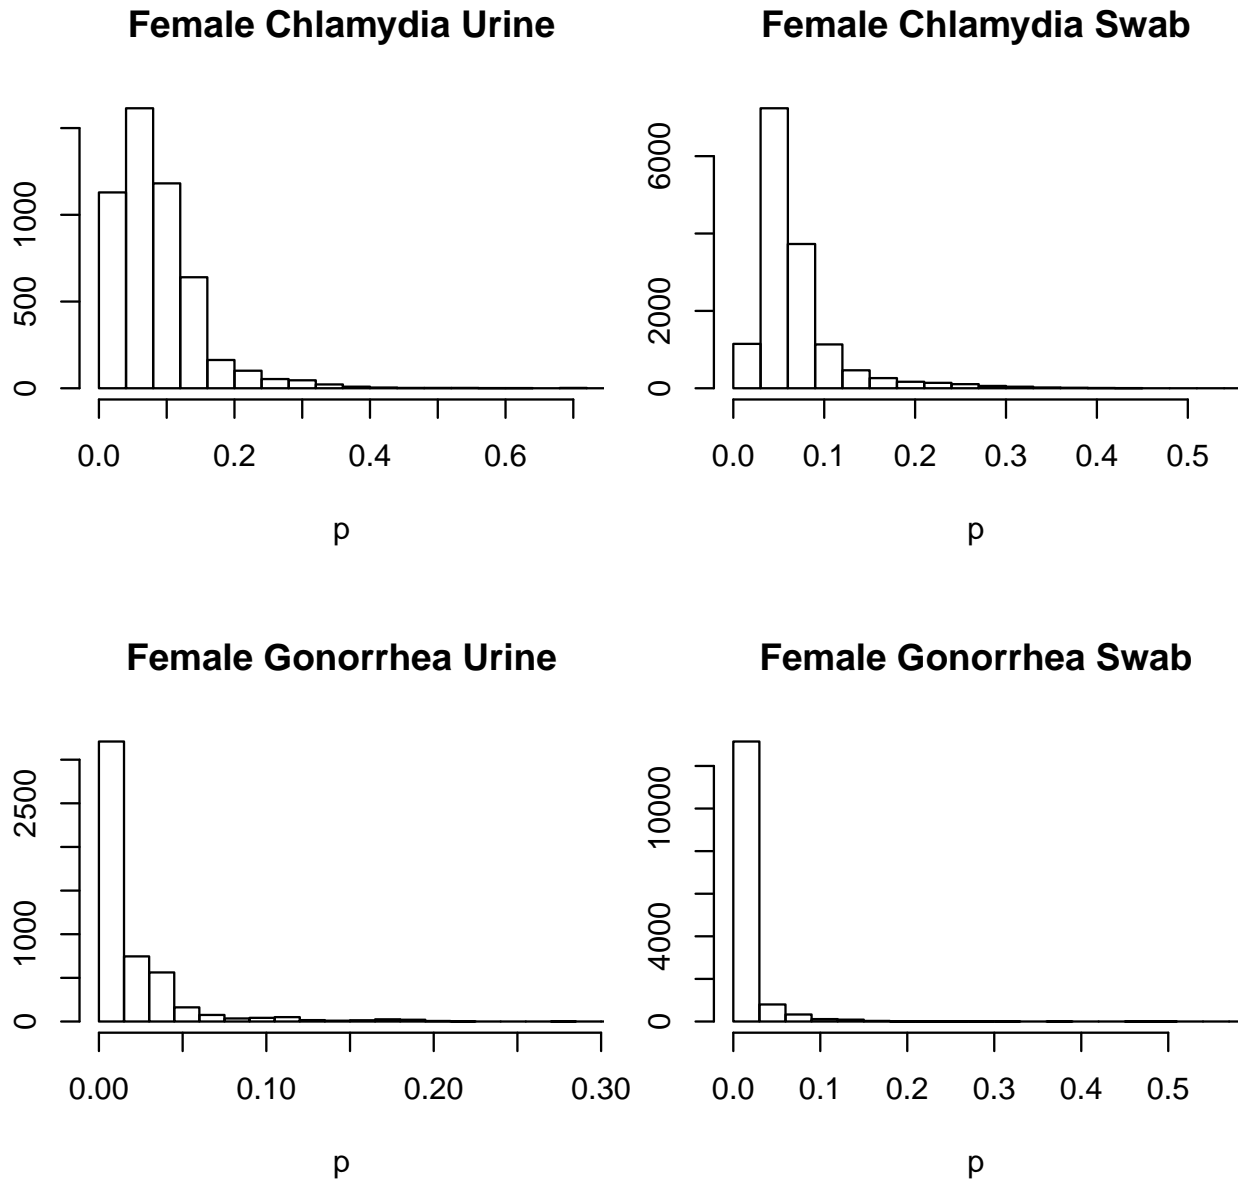 Female Chlamydia Urine
0 500 1000
0.0 0.2 0.4 0.6
p
Female Chlamydia Swab
0 2000 6000
0.0 0.1 0.2 0.3 0.4 0.5
p
Female Gonorrhea Urine
0 1000 2500
0.00 0.10 0.20 0.30
p
Female Gonorrhea Swab
0 4000 10000
0.0 0.1 0.2 0.3 0.4 0.5
p